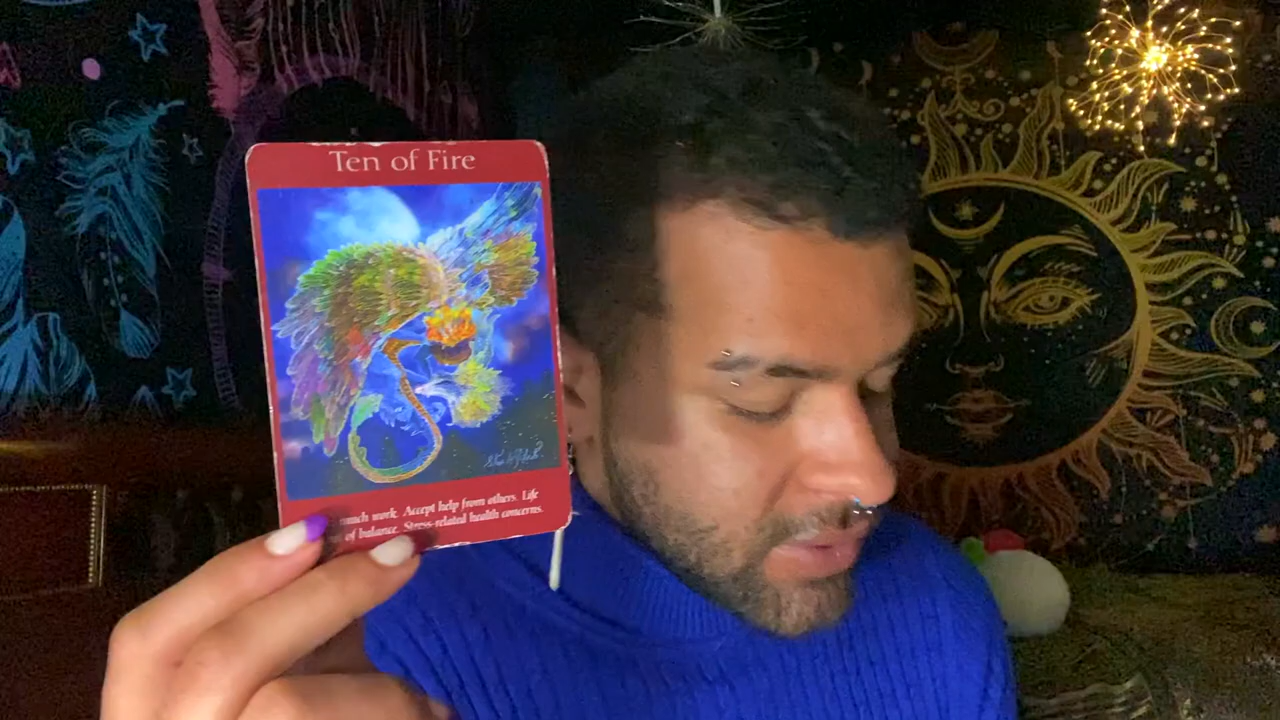 Ten of Fire
much work. Accept help from others. Life
of balance. Stress-related health concerns.